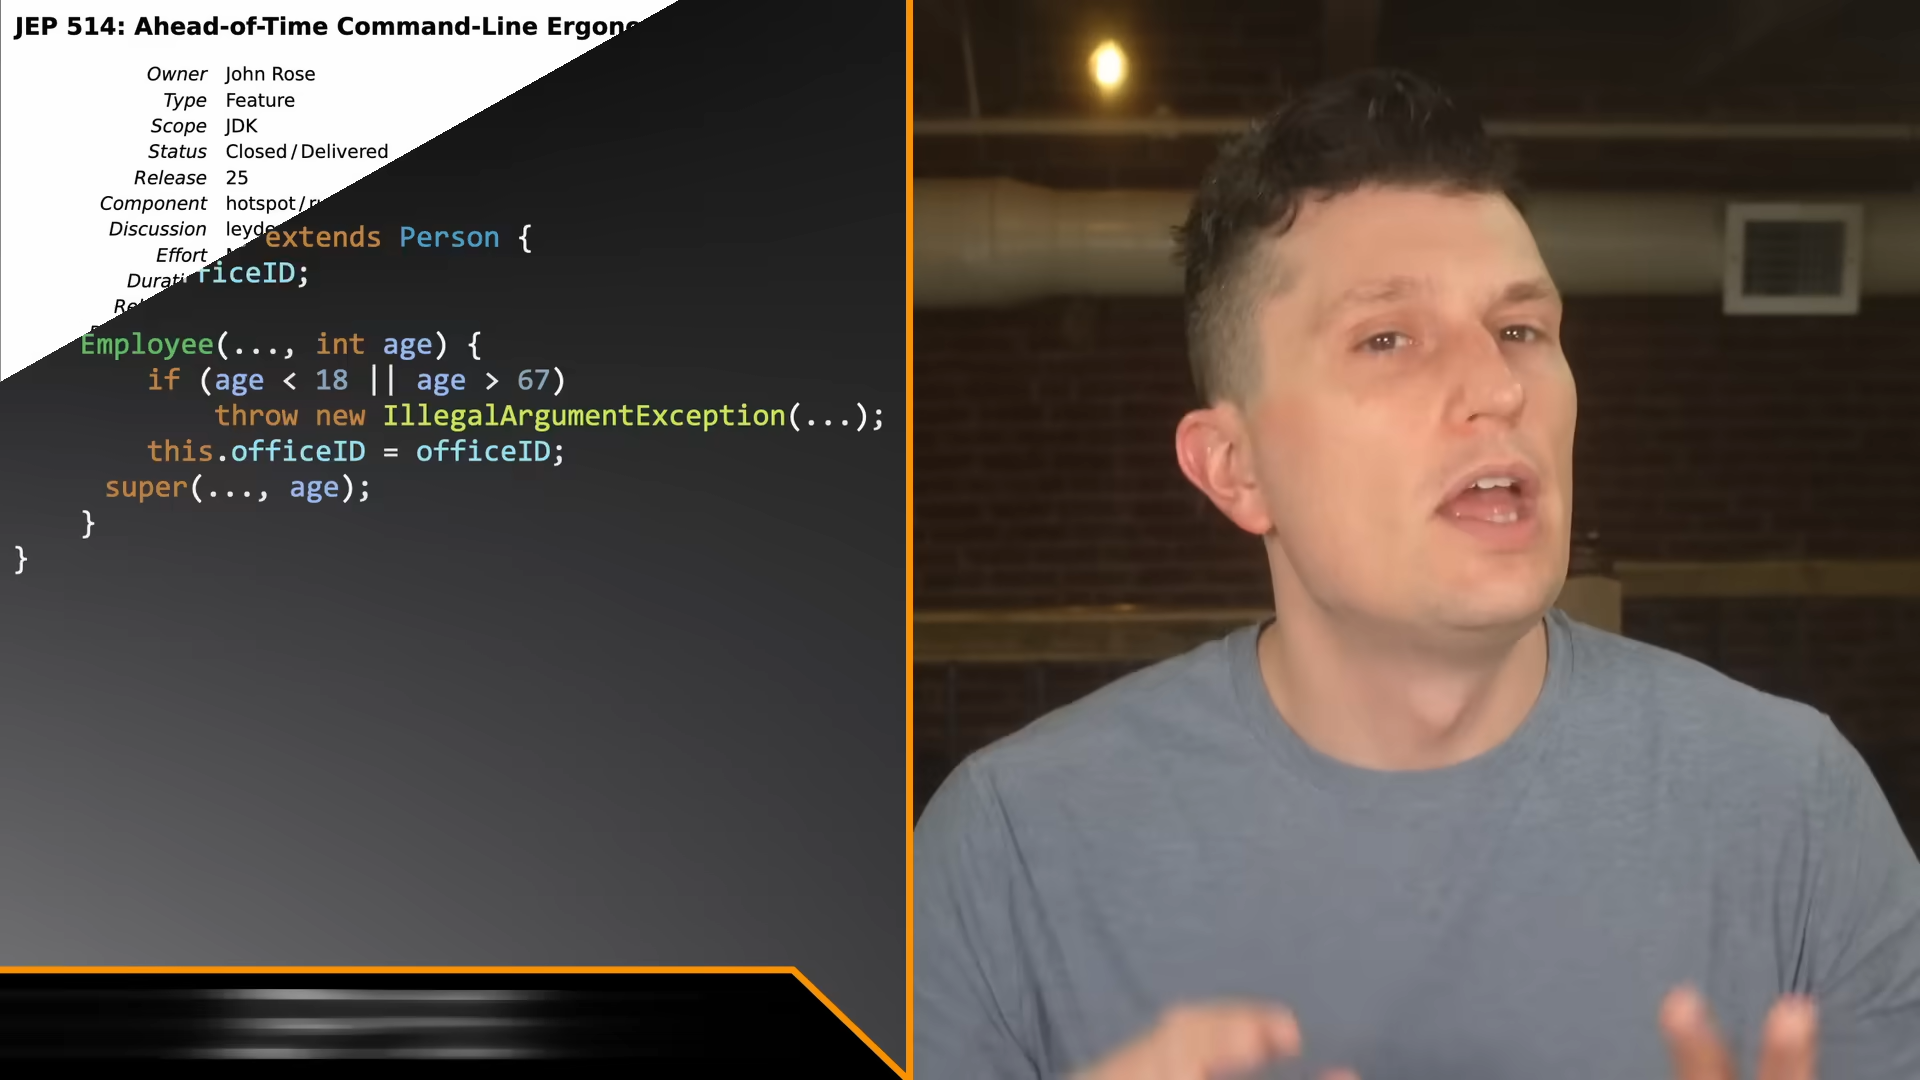 JEP 514: Ahead-of-Time Command-Line
Owner John Rose
Type Feature
Scope JDK
Status Closed / Delivered
Release 25
Component hotspot /
Discussion
Effort
extends Person {
ficeID;
Employee(..., int age) {
if (age < 18 || age > 67)
throw new IllegalArgumentException(...);
this.officeID = officeID;
super(..., age);
}
}